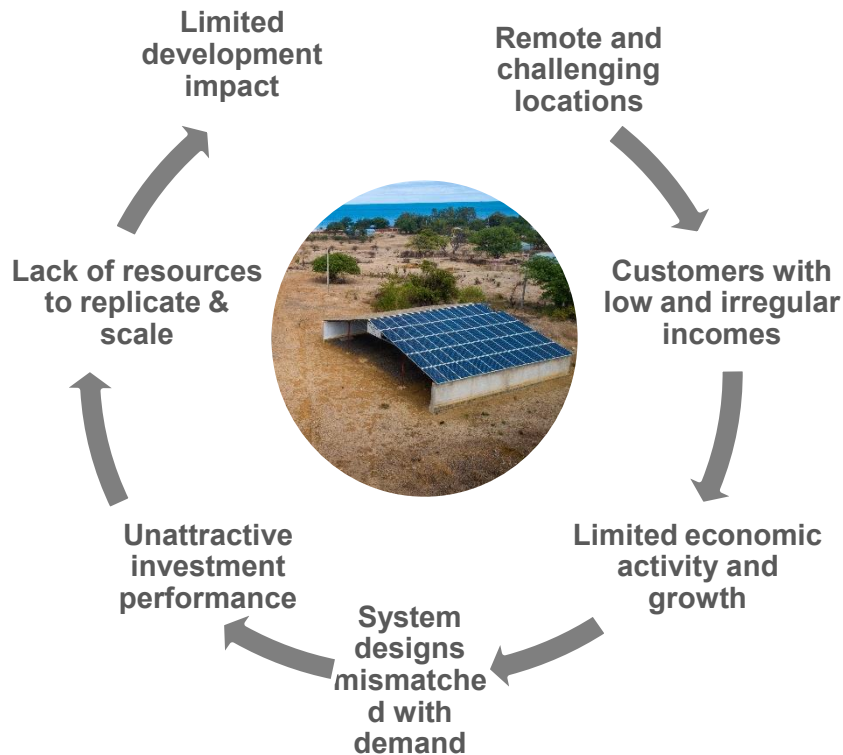 Limited
development
impact
Remote and
challenging
locations
Customers with
low and irregular
incomes
Limited economic
activity and
growth
System
designs
mismatche
d with
demand
Unattractive
investment
performance
Lack of resources
to replicate &
scale